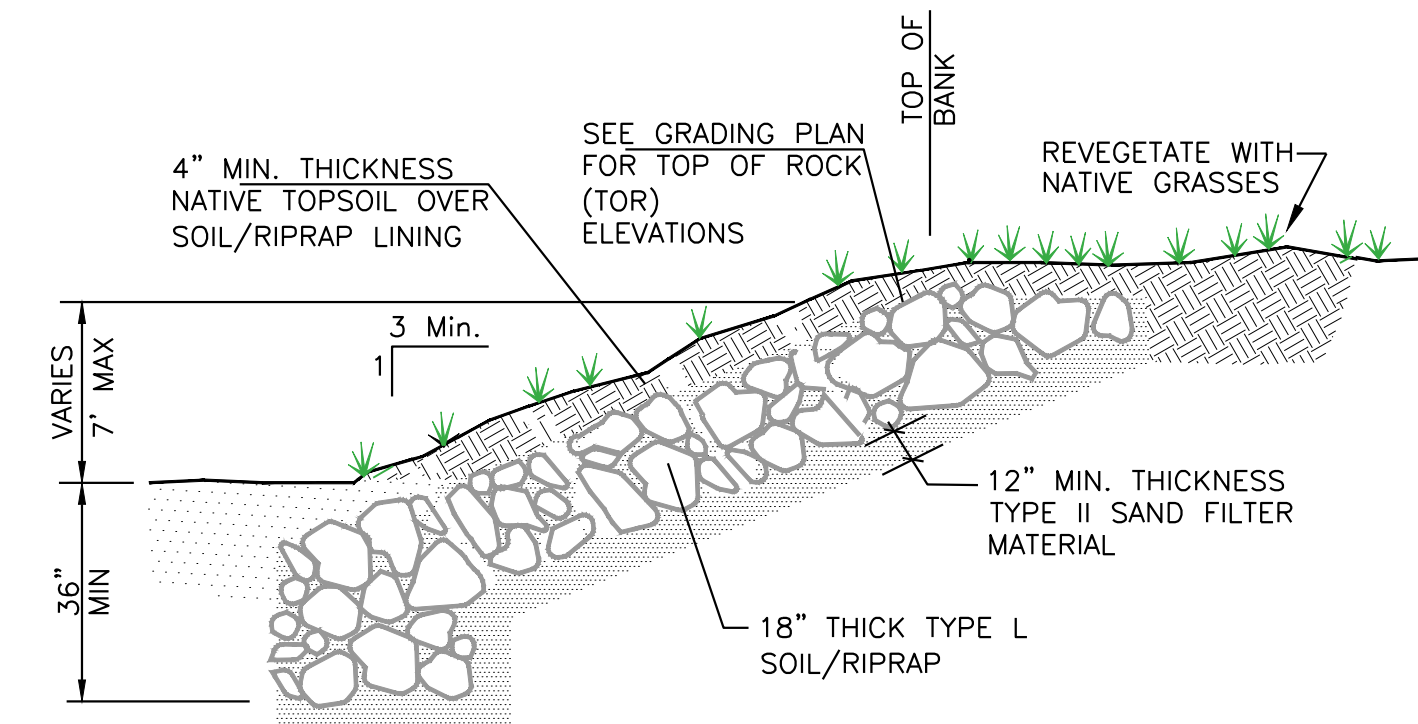 TOP OF
BANK
SEE GRADING PLAN
FOR TOP OF ROCK
(TOR)
ELEVATIONS
4" MIN. THICKNESS
NATIVE TOPSOIL OVER
SOIL/RIPRAP LINING
REVEGETATE WITH
NATIVE GRASSES
3 Min.
1
VARIES
7' MAX
12" MIN. THICKNESS
TYPE II SAND FILTER
MATERIAL
36"
MIN
18" THICK TYPE L
SOIL/RIPRAP